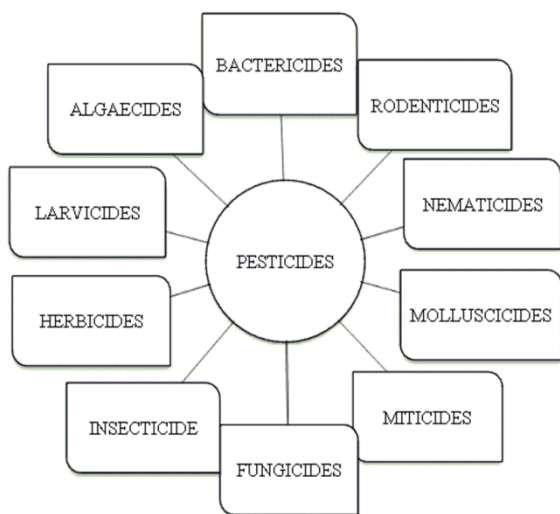 BACTERICIDES
ALGAECIDES
RODENTICIDES
LARVICIDES
NEMATICIDES
PESTICIDES
HERBICIDES
MOLLUSCICIDES
INSECTICIDE
MITICIDES
FUNGICIDES